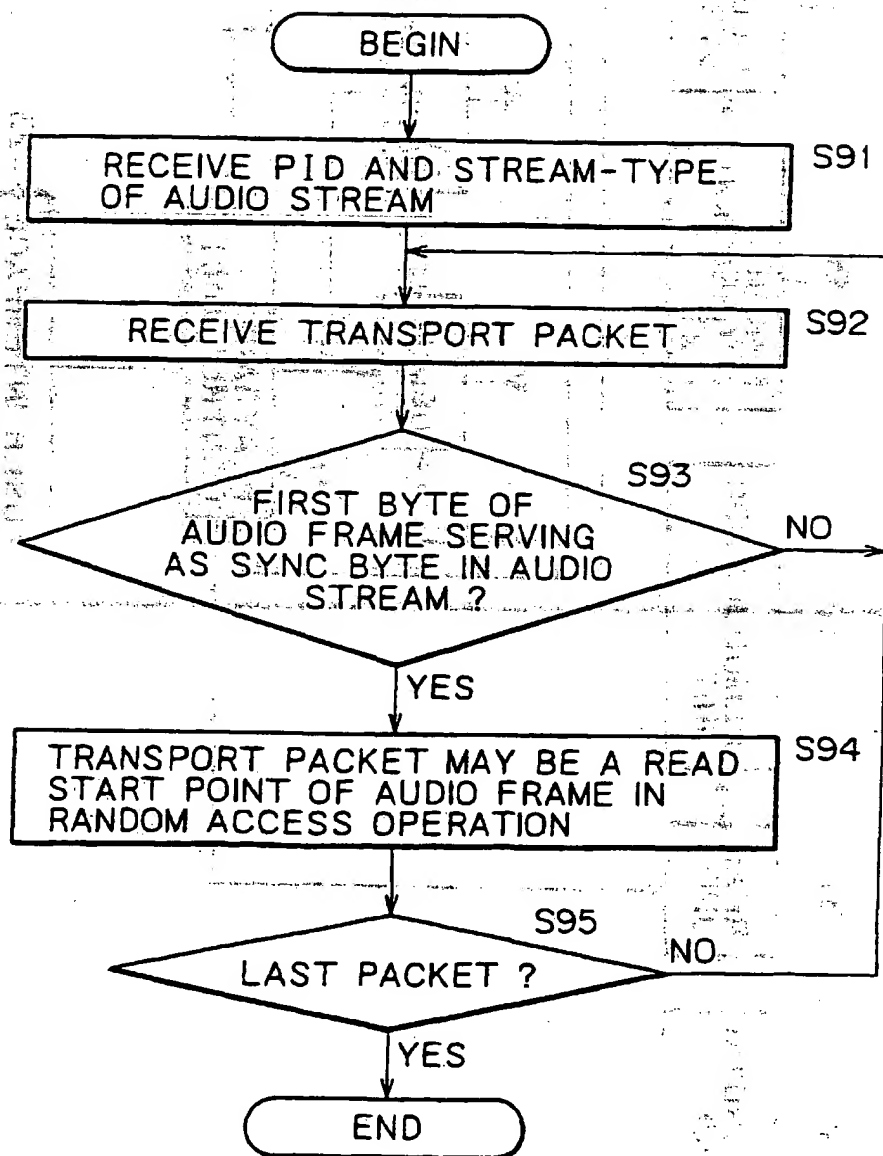 BEGIN
RECEIVE PID AND STREAM-TYPE
OF AUDIO STREAM
S91
RECEIVE TRANSPORT PACKET
S92
S93
FIRST BYTE OF
AUDIO FRAME SERVING
AS SYNC BYTE IN AUDIO
STREAM ?
NO
YES
TRANSPORT PACKET MAY BE A READ
START POINT OF AUDIO FRAME IN
RANDOM ACCESS OPERATION
S94
S95
LAST PACKET ?
NO
YES
END